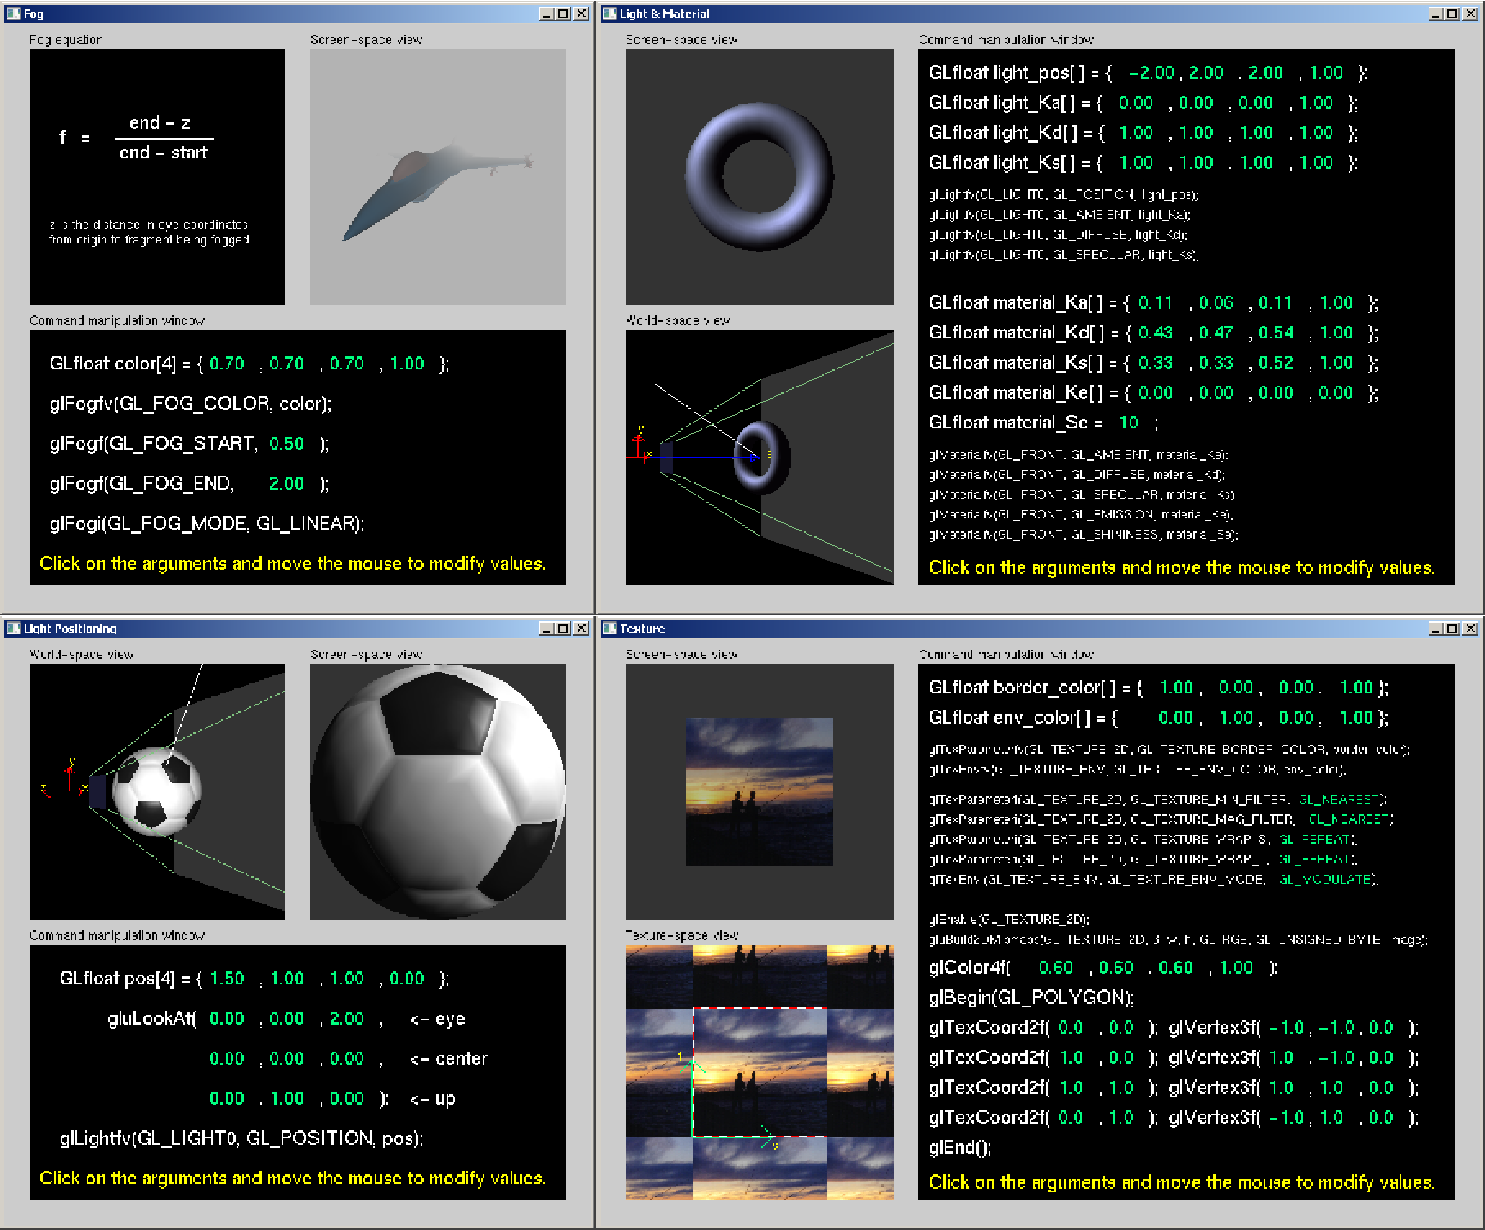 Fog
Fog equation
Screen-space view
f = end - z
end - start
z is the distance in eye coordinates
from origin to fragment being fogged
Command manipulation window
GLfloat color[4] = { 0.70 , 0.70 , 0.70 , 1.00 };
glFogfv(GL_FOG_COLOR, color);
glFogf(GL_FOG_START, 0.50 );
glFogf(GL_FOG_END, 2.00 );
glFogi(GL_FOG_MODE, GL_LINEAR);
Click on the arguments and move the mouse to modify values.
Light & Material
Screen-space view
World-space view
Command manipulation window
GLfloat light_pos[ ] = { -2.00 , 2.00 , 2.00 , 1.00 };
GLfloat light_Ka[ ] = { 0.00 , 0.00 , 0.00 , 1.00 };
GLfloat light_Kd[ ] = { 1.00 , 1.00 , 1.00 , 1.00 };
GLfloat light_Ks[ ] = { 1.00 , 1.00 , 1.00 , 1.00 };
glLightfv(GL_LIGHT0, GL_POSITION, light_pos);
glLightfv(GL_LIGHT0, GL_AMBIENT, light_Ka);
glLightfv(GL_LIGHT0, GL_DIFFUSE, light_Kd);
glLightfv(GL_LIGHT0, GL_SPECULAR, light_Ks);
GLfloat material_Ka[ ] = { 0.11 , 0.06 , 0.11 , 1.00 };
GLfloat material_Kd[ ] = { 0.43 , 0.47 , 0.54 , 1.00 };
GLfloat material_Ks[ ] = { 0.33 , 0.33 , 0.52 , 1.00 };
GLfloat material_Ke[ ] = { 0.00 , 0.00 , 0.00 , 0.00 };
GLfloat material_Se = 10 ;
glMaterialfv(GL_FRONT, GL_AMBIENT, material_Ka);
glMaterialfv(GL_FRONT, GL_DIFFUSE, material_Kd);
glMaterialfv(GL_FRONT, GL_SPECULAR, material_Ks);
glMaterialfv(GL_FRONT, GL_EMISSION, material_Ke);
glMaterialfv(GL_FRONT, GL_SHININESS, material_Se);
Click on the arguments and move the mouse to modify values.
Light Positioning
World-space view
Screen-space view
Command manipulation window
GLfloat pos[4] = { 1.50 , 1.00 , 1.00 , 0.00 };
gluLookAt( 0.00 , 0.00 , 2.00 , <- eye
0.00 , 0.00 , 0.00 , <- center
0.00 , 1.00 , 0.00 ); <- up
glLightfv(GL_LIGHT0, GL_POSITION, pos);
Click on the arguments and move the mouse to modify values.
Texture
Screen-space view
Texture-space view
Command manipulation window
GLfloat border_color[ ] = { 1.00 , 0.00 , 0.00 , 1.00 };
GLfloat env_color[ ] = { 0.00 , 1.00 , 0.00 , 1.00 };
glTexParameterfv(GL_TEXTURE_2D, GL_TEXTURE_BORDER_COLOR, border_color);
glTexEnvfv(GL_TEXTURE_ENV, GL_TEXTURE_ENV_COLOR, env_color);
glTexParameteri(GL_TEXTURE_2D, GL_TEXTURE_MIN_FILTER, GL_NEAREST);
glTexParameteri(GL_TEXTURE_2D, GL_TEXTURE_MAG_FILTER, GL_NEAREST);
glTexParameteri(GL_TEXTURE_2D, GL_TEXTURE_WRAP_S, GL_REPEAT);
glTexParameteri(GL_TEXTURE_2D, GL_TEXTURE_WRAP_T, GL_REPEAT);
glTexEnvi(GL_TEXTURE_ENV, GL_TEXTURE_ENV_MODE, GL_MODULATE);
glEnable(GL_TEXTURE_2D);
gluBuild2DMipmaps(GL_TEXTURE_2D, 3, w, h, GL_RGB, GL_UNSIGNED_BYTE, image);
glColor4f( 0.60 , 0.60 , 0.60 , 1.00 );
glBegin(GL_POLYGON);
glTexCoord2f( 0.0 , 0.0 ); glVertex3f( -1.0 , -1.0 , 0.0 );
glTexCoord2f( 1.0 , 0.0 ); glVertex3f( 1.0 , -1.0 , 0.0 );
glTexCoord2f( 1.0 , 1.0 ); glVertex3f( 1.0 , 1.0 , 0.0 );
glTexCoord2f( 0.0 , 1.0 ); glVertex3f( -1.0 , 1.0 , 0.0 );
glEnd();
Click on the arguments and move the mouse to modify values.